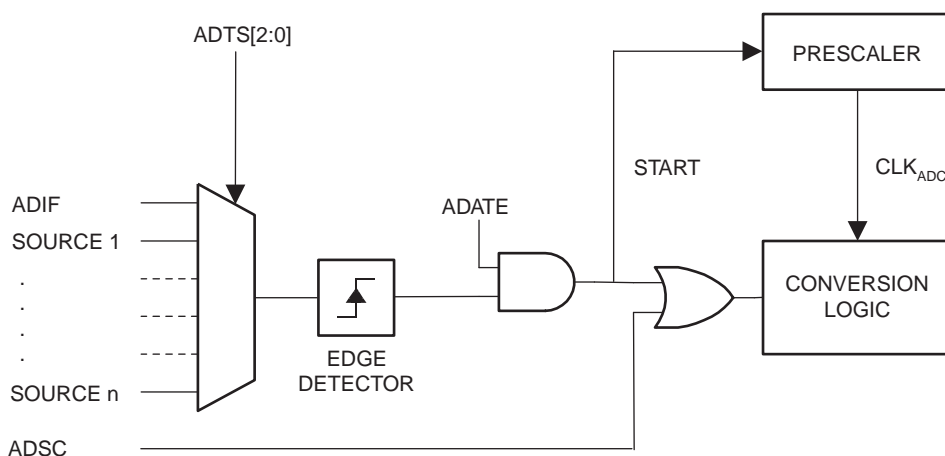 ADTS[2:0]
PRESCALER
START
CLKADC
ADIF
ADATE
SOURCE 1
.
.
.
.
CONVERSION
LOGIC
EDGE
DETECTOR
SOURCE n
ADSC